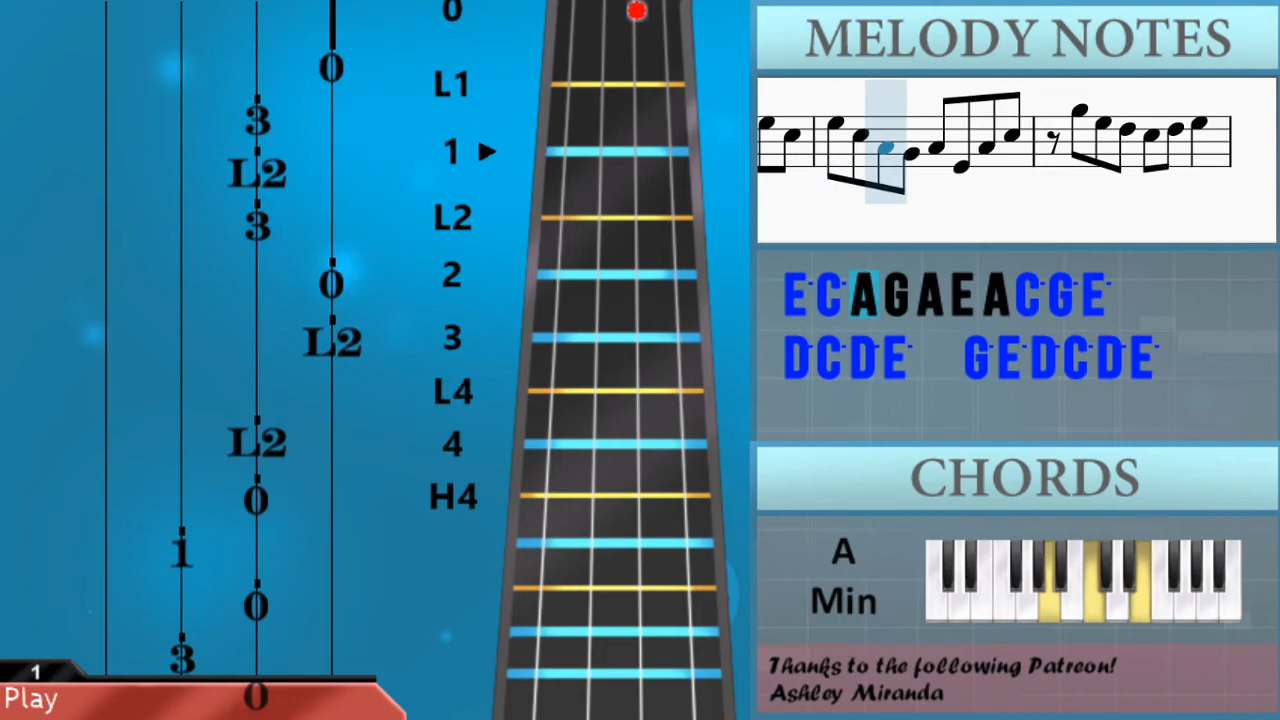 0
0
L1
3
1
L2
3
L2
0
2
L2
3
L4
L2
4
0
H4
1
0
3
1
Play
0
MELODY NOTES
ECAGAEACGE
DCDE GEDCDE
CHORDS
A
Min
Thanks to the following Patreon!
Ashley Miranda